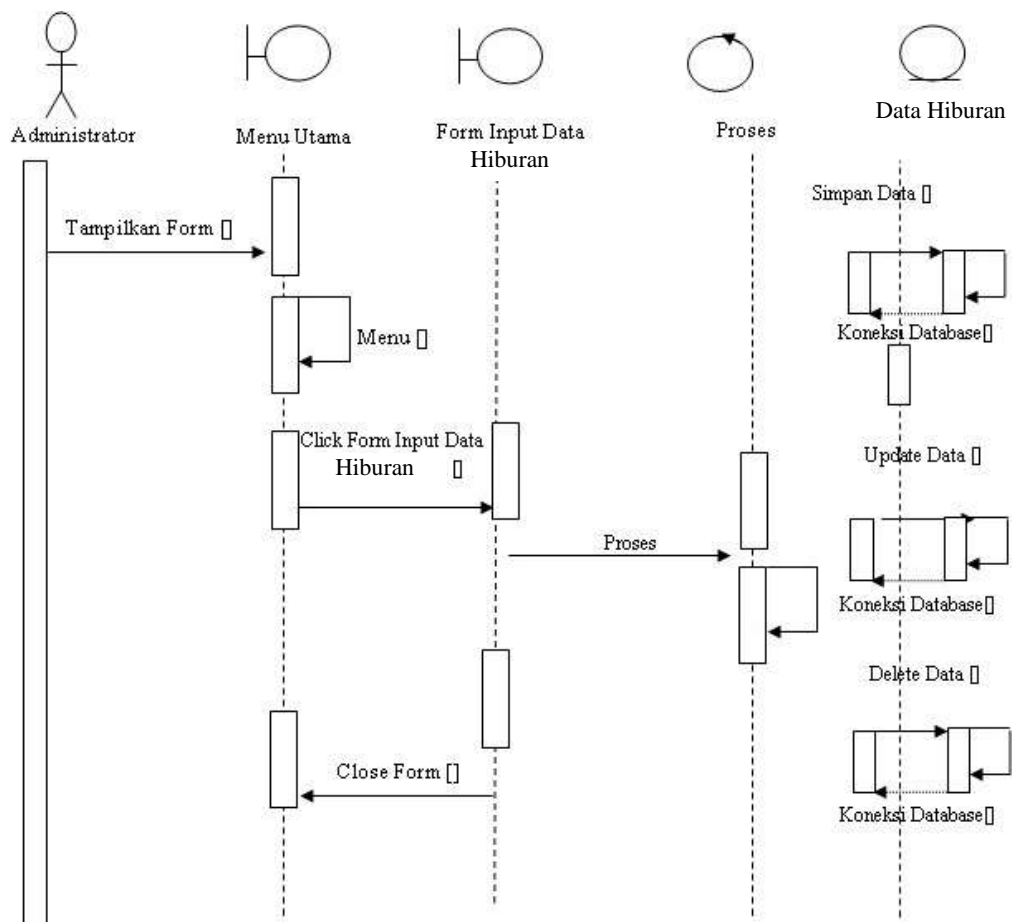 Administrator
Menu Utama
Form Input Data
Hiburan
Proses
Data Hiburan
Simpan Data []
Tampilkan Form []
Koneksi Database[]
Menu []
Click Form Input Data
Hiburan []
Update Data []
Proses
Koneksi Database[]
Delete Data []
Close Form []
Koneksi Database[]